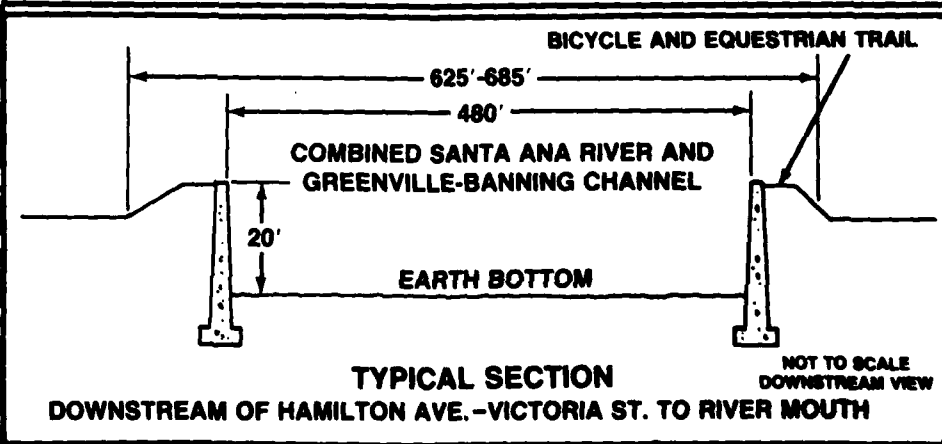 BICYCLE AND EQUESTRIAN TRAIL
625'-685'
480'
COMBINED SANTA ANA RIVER AND
GREENVILLE-BANNING CHANNEL
20'
EARTH BOTTOM
TYPICAL SECTION
NOT TO SCALE
DOWNSTREAM VIEW
DOWNSTREAM OF HAMILTON AVE.-VICTORIA ST. TO RIVER MOUTH